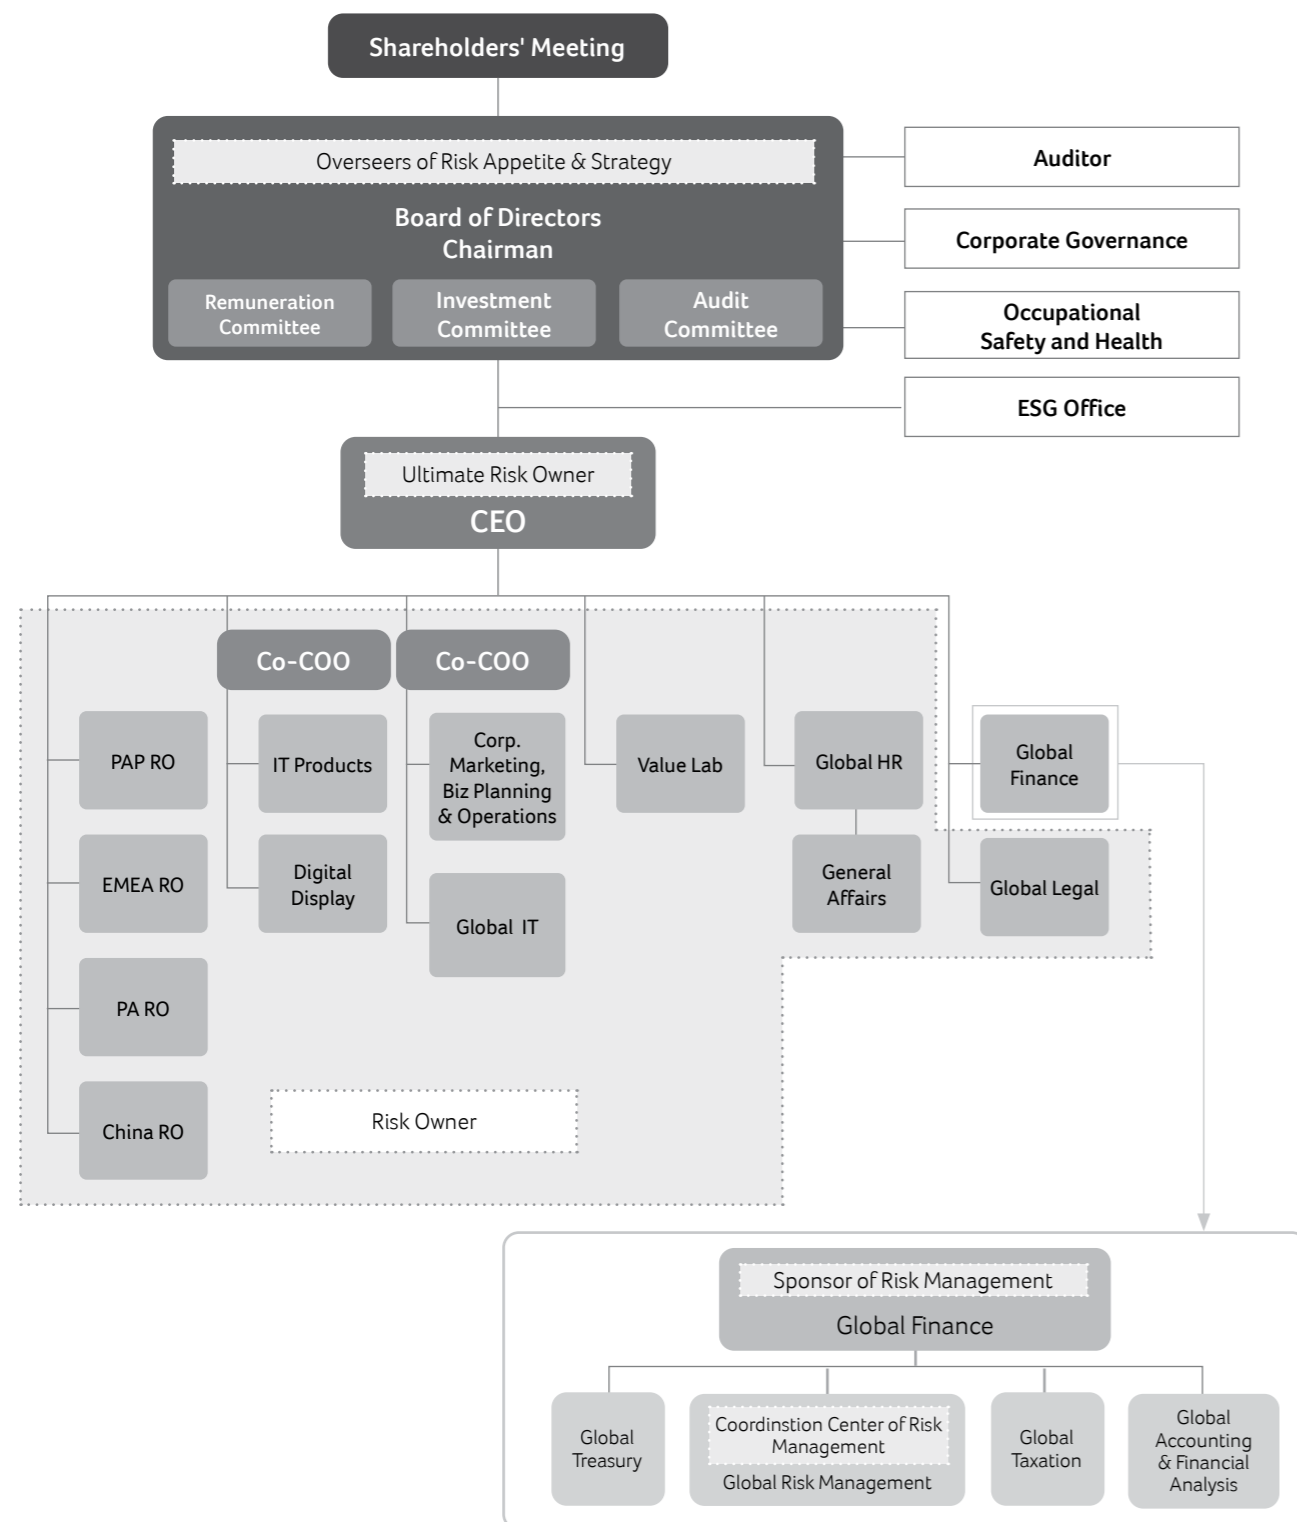 Shareholders' Meeting
Overseers of Risk Appetite & Strategy
Board of Directors
Chairman
Remuneration
Committee
Investment
Committee
Audit
Committee
Auditor
Corporate Governance
Occupational
Safety and Health
ESG Office
Ultimate Risk Owner
CEO
Co-COO
Co-COO
PAP RO
EMEA RO
PA RO
China RO
IT Products
Digital
Display
Corp.
Marketing,
Biz Planning
& Operations
Global IT
Value Lab
Global HR
General
Affairs
Global
Finance
Global Legal
Risk Owner
Sponsor of Risk Management
Global Finance
Global
Treasury
Coordinstion Center of Risk
Management
Global Risk Management
Global
Taxation
Global
Accounting
& Financial
Analysis